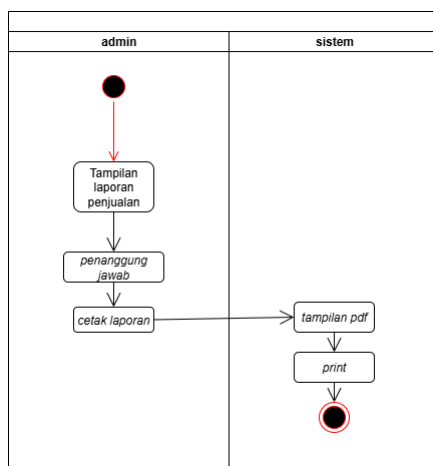 admin
sistem
Tampilan
laporan
penjualan
penanggung
jawab
cetak laporan
tampilan pdf
print